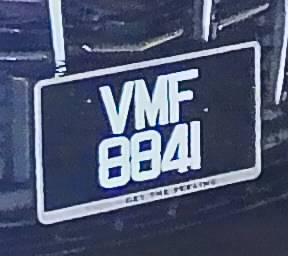 VMF
8841
GET THE FEELING